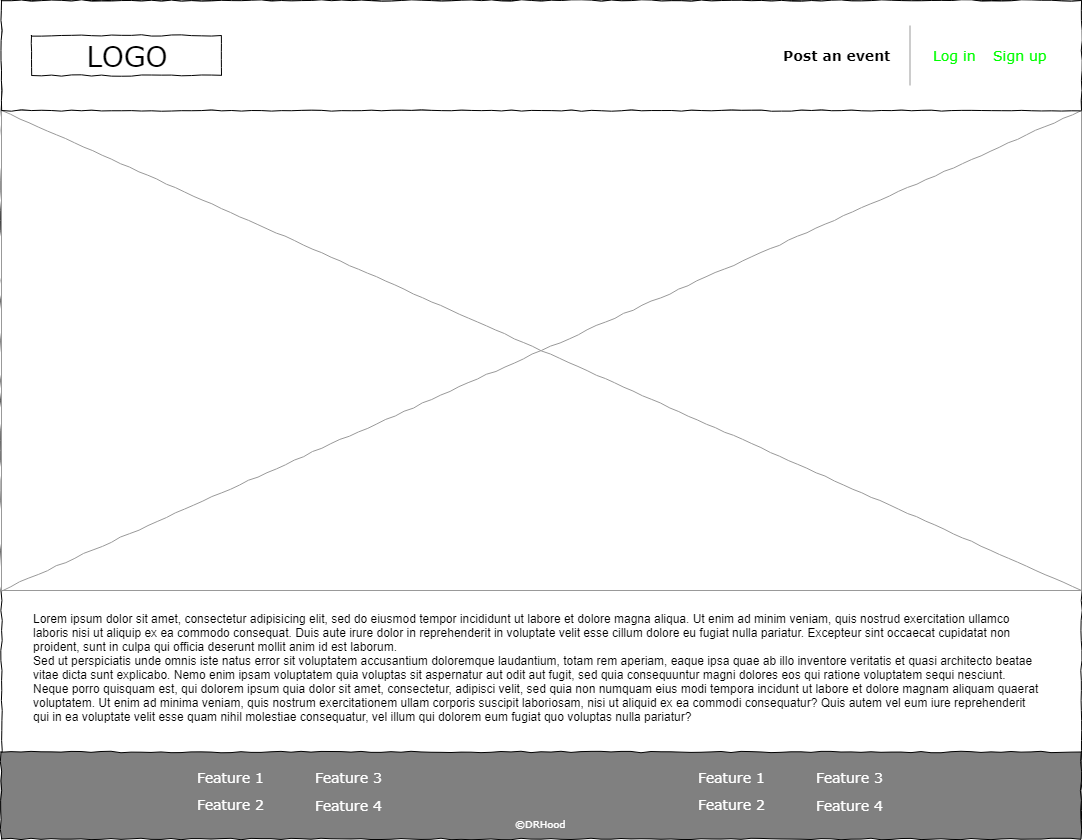 LOGO
Post an event
Log in
Sign up
Lorem ipsum dolor sit amet, consectetur adipisicing elit, sed do eiusmod tempor incididunt ut labore et dolore magna aliqua. Ut enim ad minim veniam, quis nostrud exercitation ullamco
laboris nisi ut aliquip ex ea commodo consequat. Duis aute irure dolor in reprehenderit in voluptate velit esse cillum dolore eu fugiat nulla pariatur. Excepteur sint occaecat cupidatat non
proident, sunt in culpa qui officia deserunt mollit anim id est laborum.
Sed ut perspiciatis unde omnis iste natus error sit voluptatem accusantium doloremque laudantium, totam rem aperiam, eaque ipsa quae ab illo inventore veritatis et quasi architecto beatae
vitae dicta sunt explicabo. Nemo enim ipsam voluptatem quia voluptas sit aspernatur aut odit aut fugit, sed quia consequuntur magni dolores eos qui ratione voluptatem sequi nesciunt.
Neque porro quisquam est, qui dolorem ipsum quia dolor sit amet, consectetur, adipisci velit, sed quia non numquam eius modi tempora incidunt ut labore et dolore magnam aliquam quaerat
voluptatem. Ut enim ad minima veniam, quis nostrum exercitationem ullam corporis suscipit laboriosam, nisi ut aliquid ex ea commodi consequatur? Quis autem vel eum iure reprehenderit
qui in ea voluptate velit esse quam nihil molestiae consequatur, vel illum qui dolorem eum fugiat quo voluptas nulla pariatur?
Feature 1
Feature 2
Feature 3
Feature 4
Feature 1
Feature 2
Feature 3
Feature 4
©DRHood